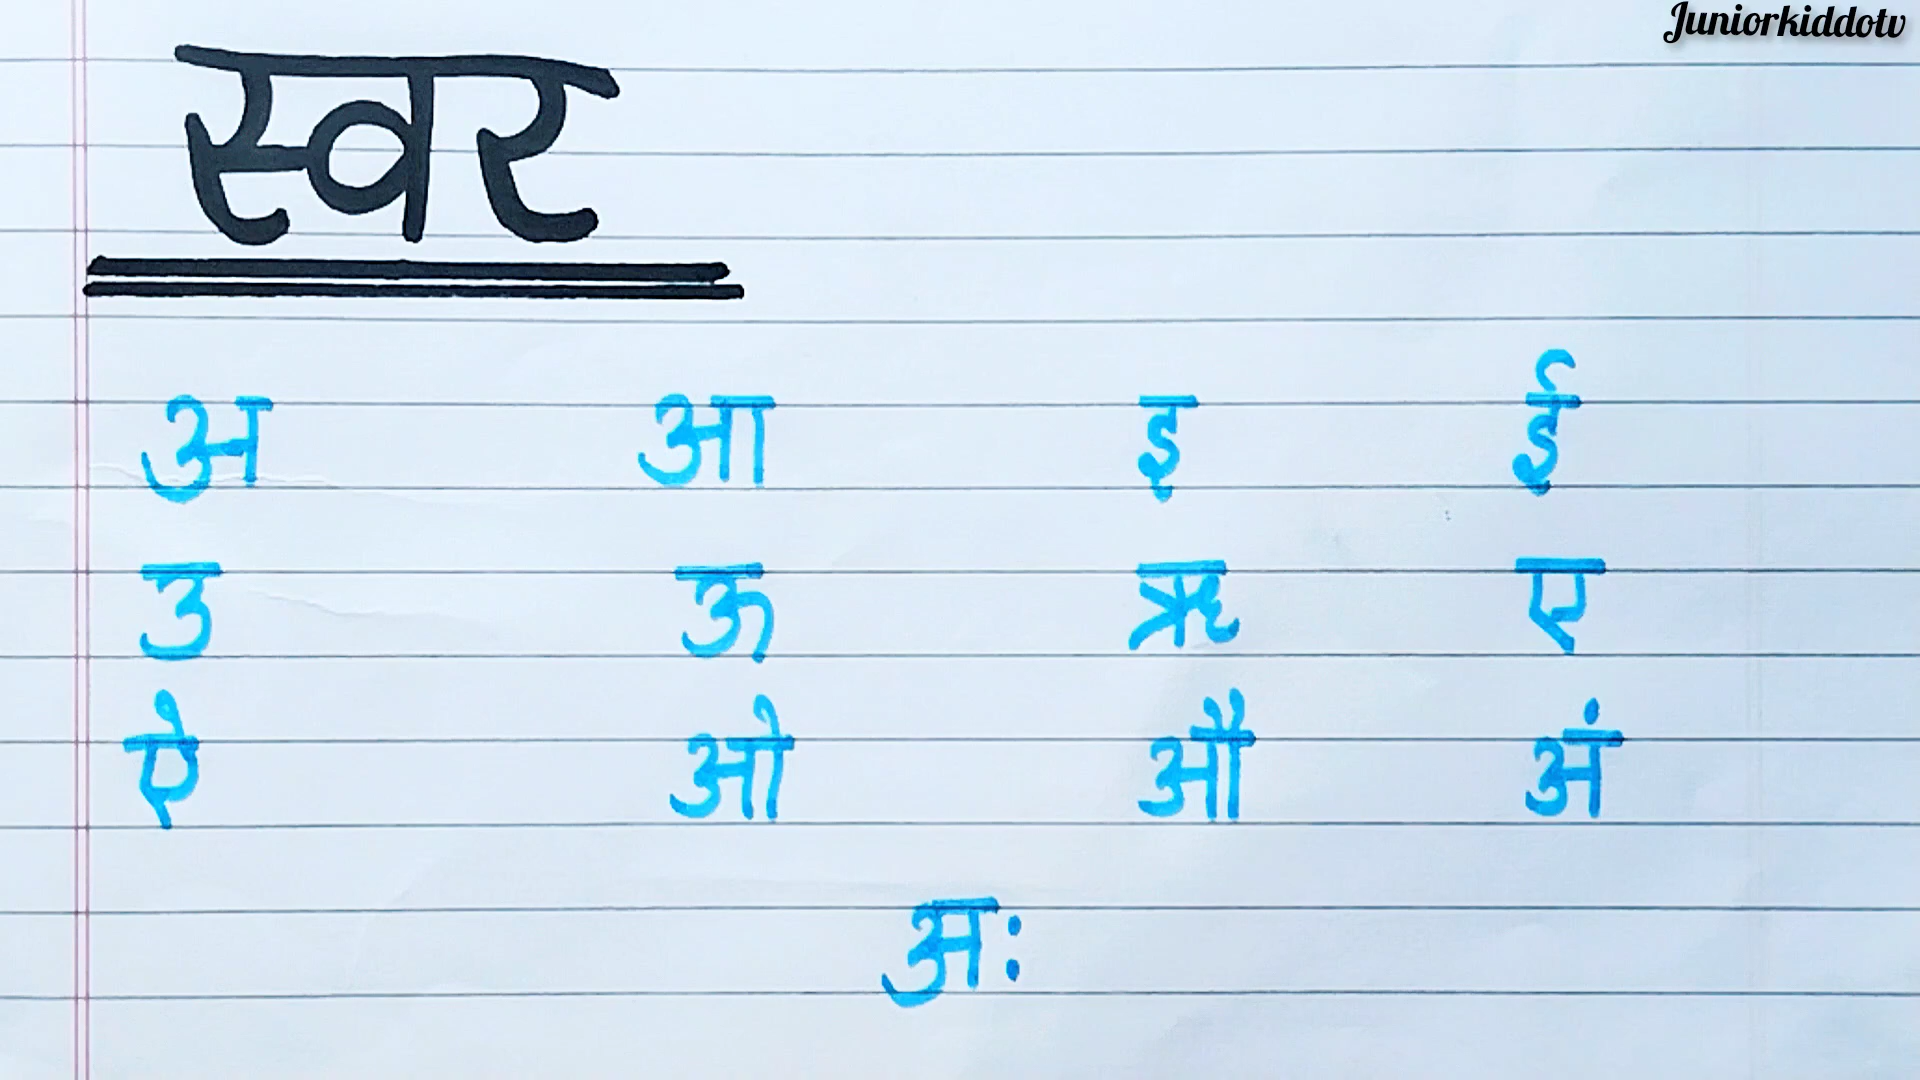 Juniorkiddotv
स्वर
अ आ इ ई
उ ऊ ऋ ए
ऐ ओ औ अं
अः